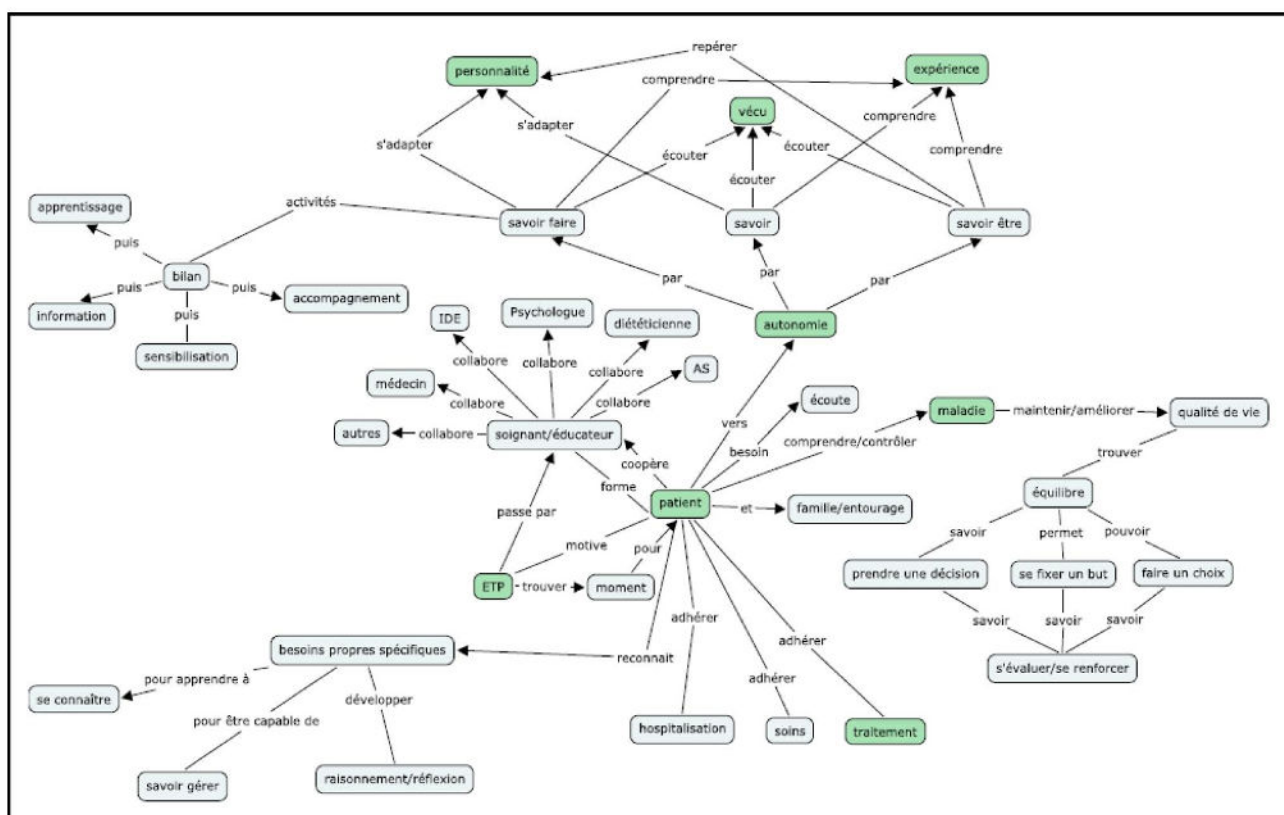 repérer
personnalité
expérience
comprendre
vécu
s'adapter
comprendre
s'adapter
écouter
écouter
comprendre
écouter
apprentissage
activités
savoir faire
savoir
savoir être
puis
bilan
par
par
par
puis
puis
accompagnement
information
puis
IDE
Psychologue
diététicienne
autonomie
sensibilisation
collabore
collabore
collabore
AS
médecin
collabore
collabore
écoute
maladie
maintenir/améliorer
qualité de vie
autres
collabore
soignant/éducateur
vers
besoin
comprendre/contrôler
coopère
trouver
forme
patient
équilibre
passe par
et
famille/entourage
motive
savoir
permet
pouvoir
pour
prendre une décision
se fixer un but
faire un choix
ETP
trouver
moment
adhérer
savoir
savoir
savoir
adhérer
besoins propres spécifiques
reconnait
s'évaluer/se renforcer
pour apprendre à
adhérer
se connaître
développer
pour être capable de
hospitalisation
soins
traitement
savoir gérer
raisonnement/réflexion